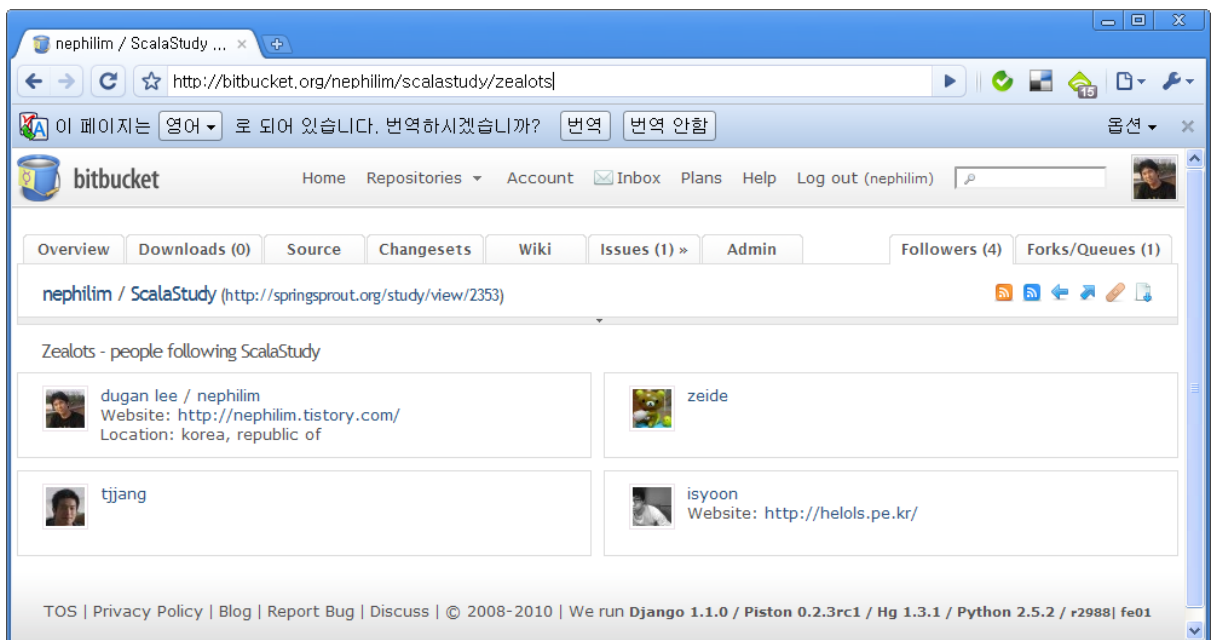 nephilim / ScalaStudy ...
http://bitbucket.org/nephilim/scalastudy/zealots
15
이 페이지는 영어 로 되어 있습니다. 번역하시겠습니까? 번역 번역 안함 옵션
bitbucket Home Repositories Account Inbox Plans Help Log out (nephilim)
Overview Downloads (0) Source Changesets Wiki Issues (1) » Admin Followers (4) Forks/Queues (1)
nephilim / ScalaStudy (http://springsprout.org/study/view/2353)
Zealots - people following ScalaStudy
dugan lee / nephilim
Website: http://nephilim.tistory.com/
Location: korea, republic of
zeide
tjjang
isyoon
Website: http://helols.pe.kr/
TOS | Privacy Policy | Blog | Report Bug | Discuss | © 2008-2010 | We run Django 1.1.0 / Piston 0.2.3rc1 / Hg 1.3.1 / Python 2.5.2 / r2988| fe01